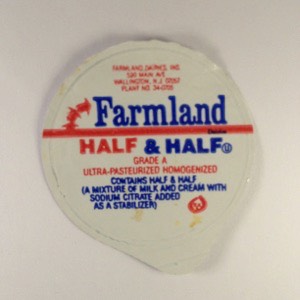 FARMLAND DAIRIES, INC.
520 MAIN AVE
WALLINGTON, N.J. 07057
PLANT NO. 34-0705
Farmland
Dairies
HALF & HALF
GRADE A
ULTRA-PASTEURIZED HOMOGENIZED
CONTAINS HALF & HALF
(A MIXTURE OF MILK AND CREAM WITH
SODIUM CITRATE ADDED
AS A STABILIZER)